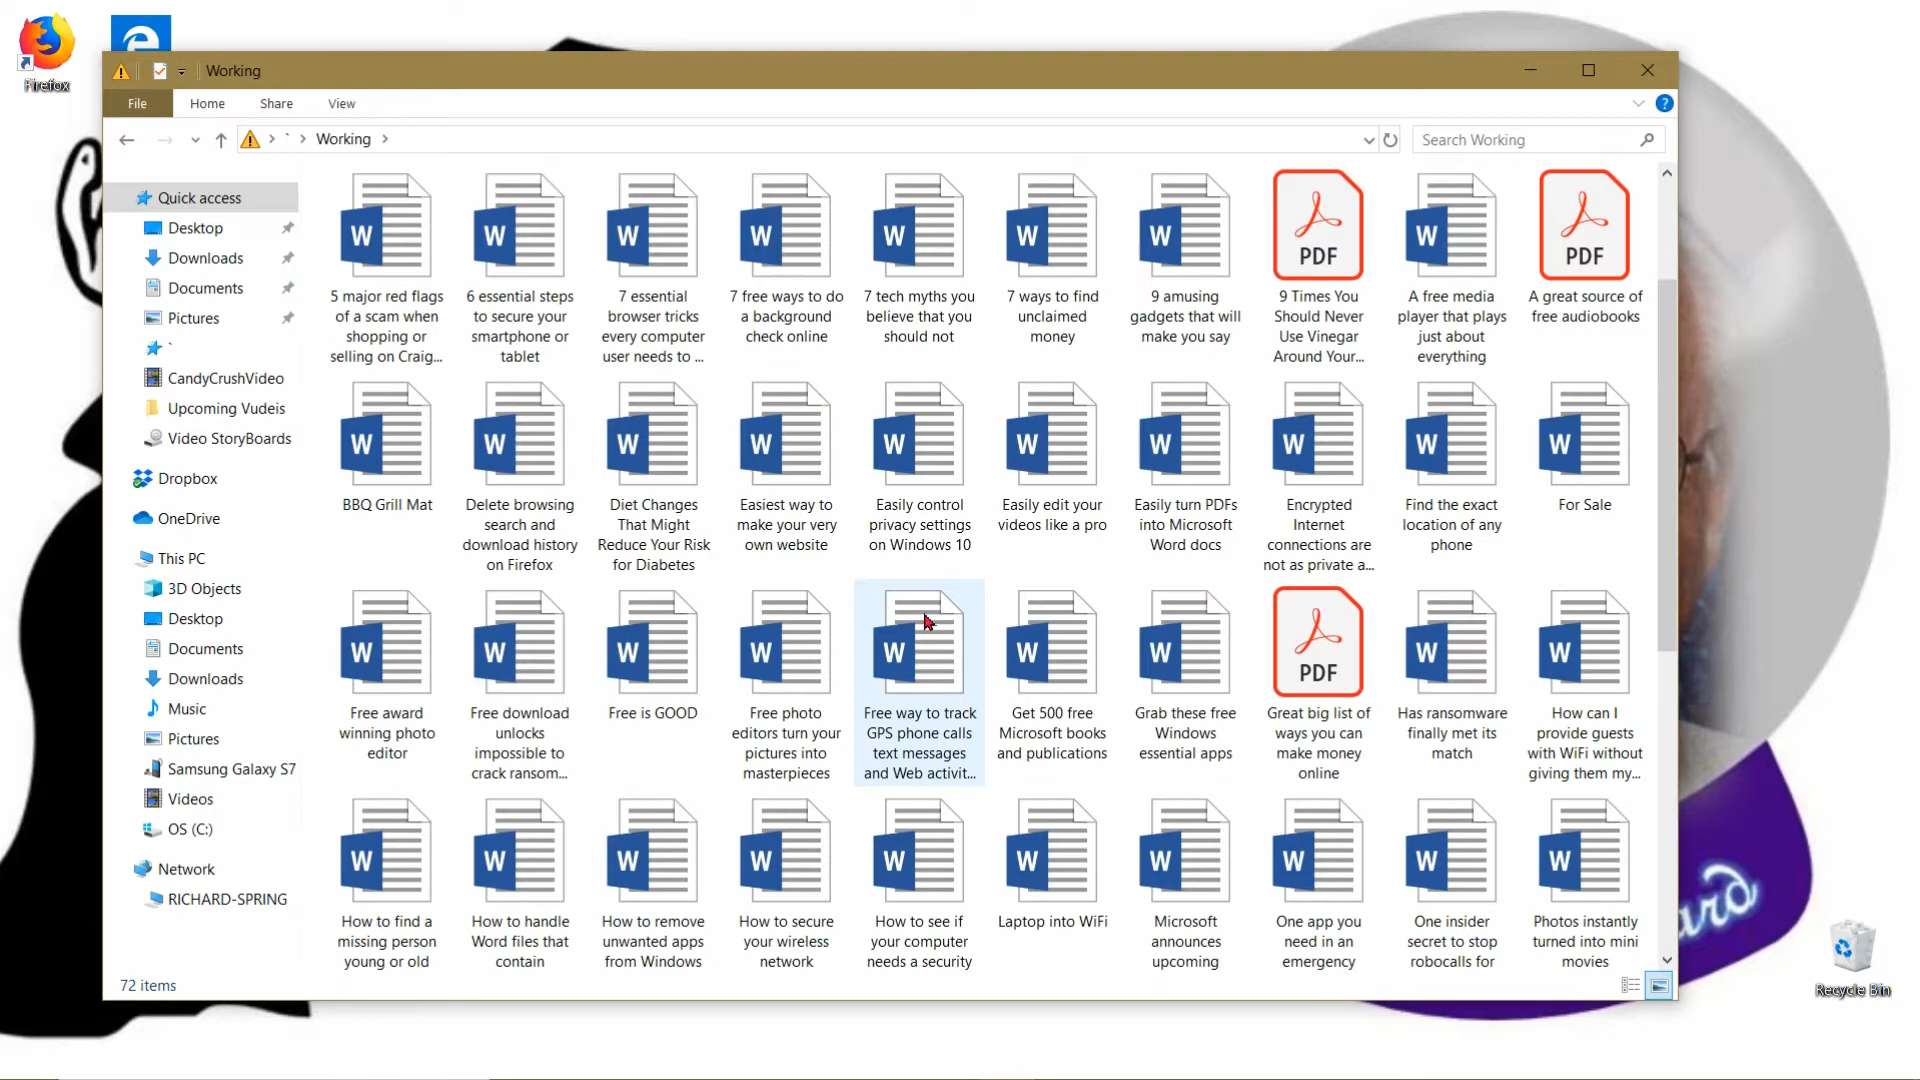 Firefox
Working
File Home Share View
` Working
Search Working
Quick access
Desktop
Downloads
Documents
Pictures
`
CandyCrushVideo
Upcoming Vudeis
Video StoryBoards
Dropbox
OneDrive
This PC
3D Objects
Desktop
Documents
Downloads
Music
Pictures
Samsung Galaxy S7
Videos
OS (C:)
Network
RICHARD-SPRING
5 major red flags
of a scam when
shopping or
selling on Craig...
6 essential steps
to secure your
smartphone or
tablet
7 essential
browser tricks
every computer
user needs to ...
7 free ways to do
a background
check online
7 tech myths you
believe that you
should not
7 ways to find
unclaimed
money
9 amusing
gadgets that will
make you say
PDF
9 Times You
Should Never
Use Vinegar
Around Your...
A free media
player that plays
just about
everything
PDF
A great source of
free audiobooks
BBQ Grill Mat
Delete browsing
search and
download history
on Firefox
Diet Changes
That Might
Reduce Your Risk
for Diabetes
Easiest way to
make your very
own website
Easily control
privacy settings
on Windows 10
Easily edit your
videos like a pro
Easily turn PDFs
into Microsoft
Word docs
Encrypted
Internet
connections are
not as private a...
Find the exact
location of any
phone
For Sale
Free award
winning photo
editor
Free download
unlocks
impossible to
crack ransom...
Free is GOOD
Free photo
editors turn your
pictures into
masterpieces
Free way to track
GPS phone calls
text messages
and Web activit...
Get 500 free
Microsoft books
and publications
Grab these free
Windows
essential apps
PDF
Great big list of
ways you can
make money
online
Has ransomware
finally met its
match
How can I
provide guests
with WiFi without
giving them my...
How to find a
missing person
young or old
How to handle
Word files that
contain
How to remove
unwanted apps
from Windows
How to secure
your wireless
network
How to see if
your computer
needs a security
Laptop into WiFi
Microsoft
announces
upcoming
One app you
need in an
emergency
One insider
secret to stop
robocalls for
Photos instantly
turned into mini
movies
72 items
Recycle Bin